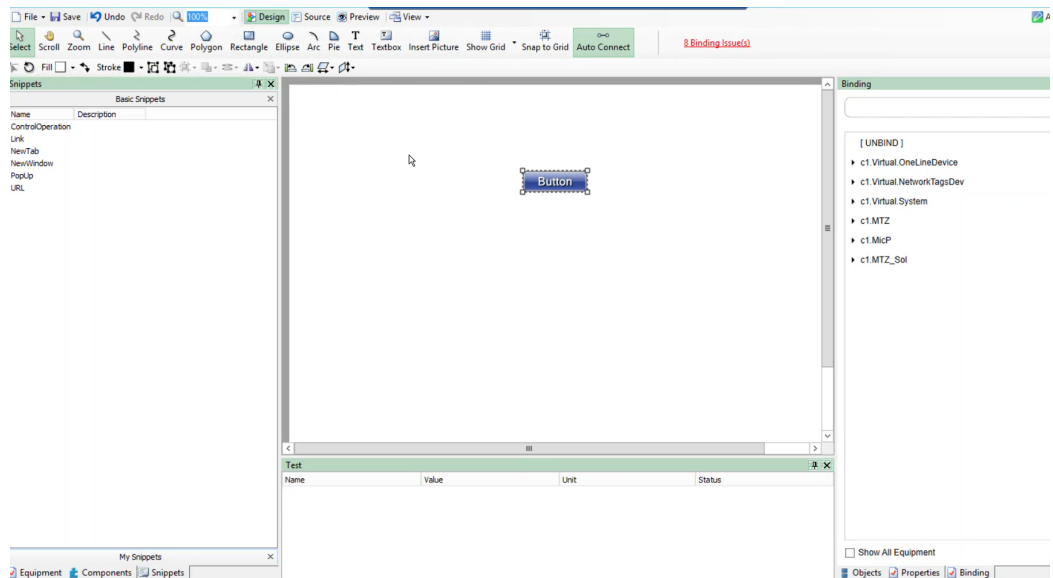 File Save Undo Redo 100% Design Source Preview View
Select Scroll Zoom Line Polyline Curve Polygon Rectangle Ellipse Arc Pie Text Textbox Insert Picture Show Grid Snap to Grid Auto Connect 8 Binding Issue(s)
Fill Stroke
Snippets
Basic Snippets
Name Description
ControlOperation
Link
NewTab
NewWindow
PopUp
URL
My Snippets
Equipment Components Snippets
Button
Test
Name Value Unit Status
Binding
[ UNBIND ]
c1.Virtual.OneLineDevice
c1.Virtual.NetworkTagsDev
c1.Virtual.System
c1.MTZ
c1.MicP
c1.MTZ_Sol
Show All Equipment
Objects Properties Binding